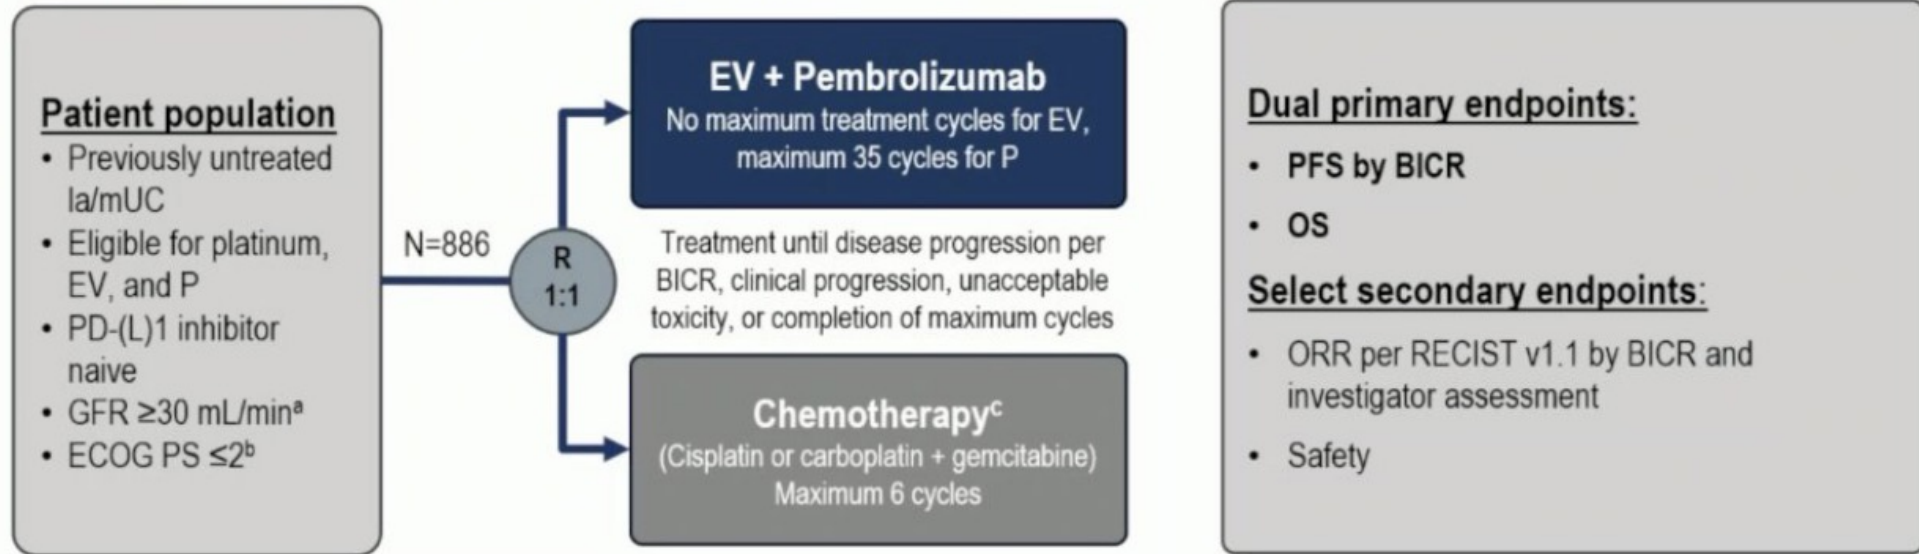 Patient population
• Previously untreated
la/mUC
• Eligible for platinum,
EV, and P
• PD-(L)1 inhibitor
naive
• GFR ≥30 mL/minᵃ
• ECOG PS ≤2ᵇ
N=886
R
1:1
EV + Pembrolizumab
No maximum treatment cycles for EV,
maximum 35 cycles for P
Treatment until disease progression per
BICR, clinical progression, unacceptable
toxicity, or completion of maximum cycles
Chemotherapyᶜ
(Cisplatin or carboplatin + gemcitabine)
Maximum 6 cycles
Dual primary endpoints:
• PFS by BICR
• OS
Select secondary endpoints:
• ORR per RECIST v1.1 by BICR and
investigator assessment
• Safety